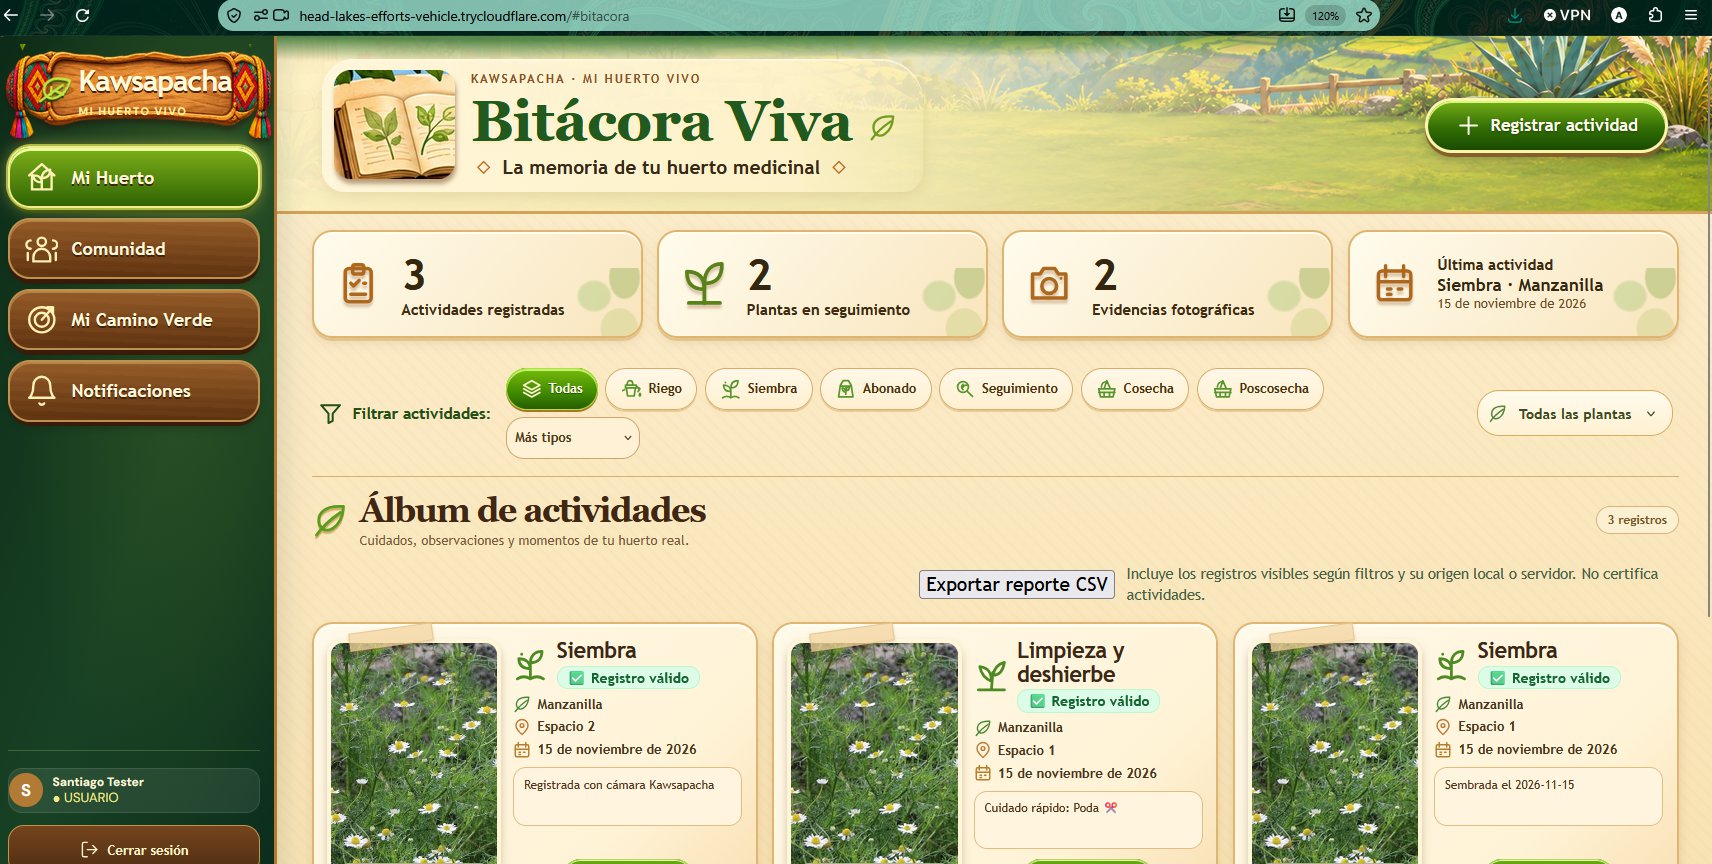 head-lakes-efforts-vehicle.trycloudflare.com/#bitacora
120%
VPN
A
Kawsapacha
MI HUERTO VIVO
Mi Huerto
Comunidad
Mi Camino Verde
Notificaciones
S
Santiago Tester
● USUARIO
Cerrar sesión
KAWSAPACHA · MI HUERTO VIVO
Bitácora Viva
La memoria de tu huerto medicinal
Registrar actividad
3
Actividades registradas
2
Plantas en seguimiento
2
Evidencias fotográficas
Última actividad
Siembra · Manzanilla
15 de noviembre de 2026
Filtrar actividades:
Todas
Riego
Siembra
Abonado
Seguimiento
Cosecha
Poscosecha
Más tipos
Todas las plantas
Álbum de actividades
Cuidados, observaciones y momentos de tu huerto real.
3 registros
Exportar reporte CSV
Incluye los registros visibles según filtros y su origen local o servidor. No certifica
actividades.
Siembra
✅ Registro válido
Manzanilla
Espacio 2
15 de noviembre de 2026
Registrada con cámara Kawsapacha
Limpieza y
deshierbe
✅ Registro válido
Manzanilla
Espacio 1
15 de noviembre de 2026
Cuidado rápido: Poda ✂️
Siembra
✅ Registro válido
Manzanilla
Espacio 1
15 de noviembre de 2026
Sembrada el 2026-11-15